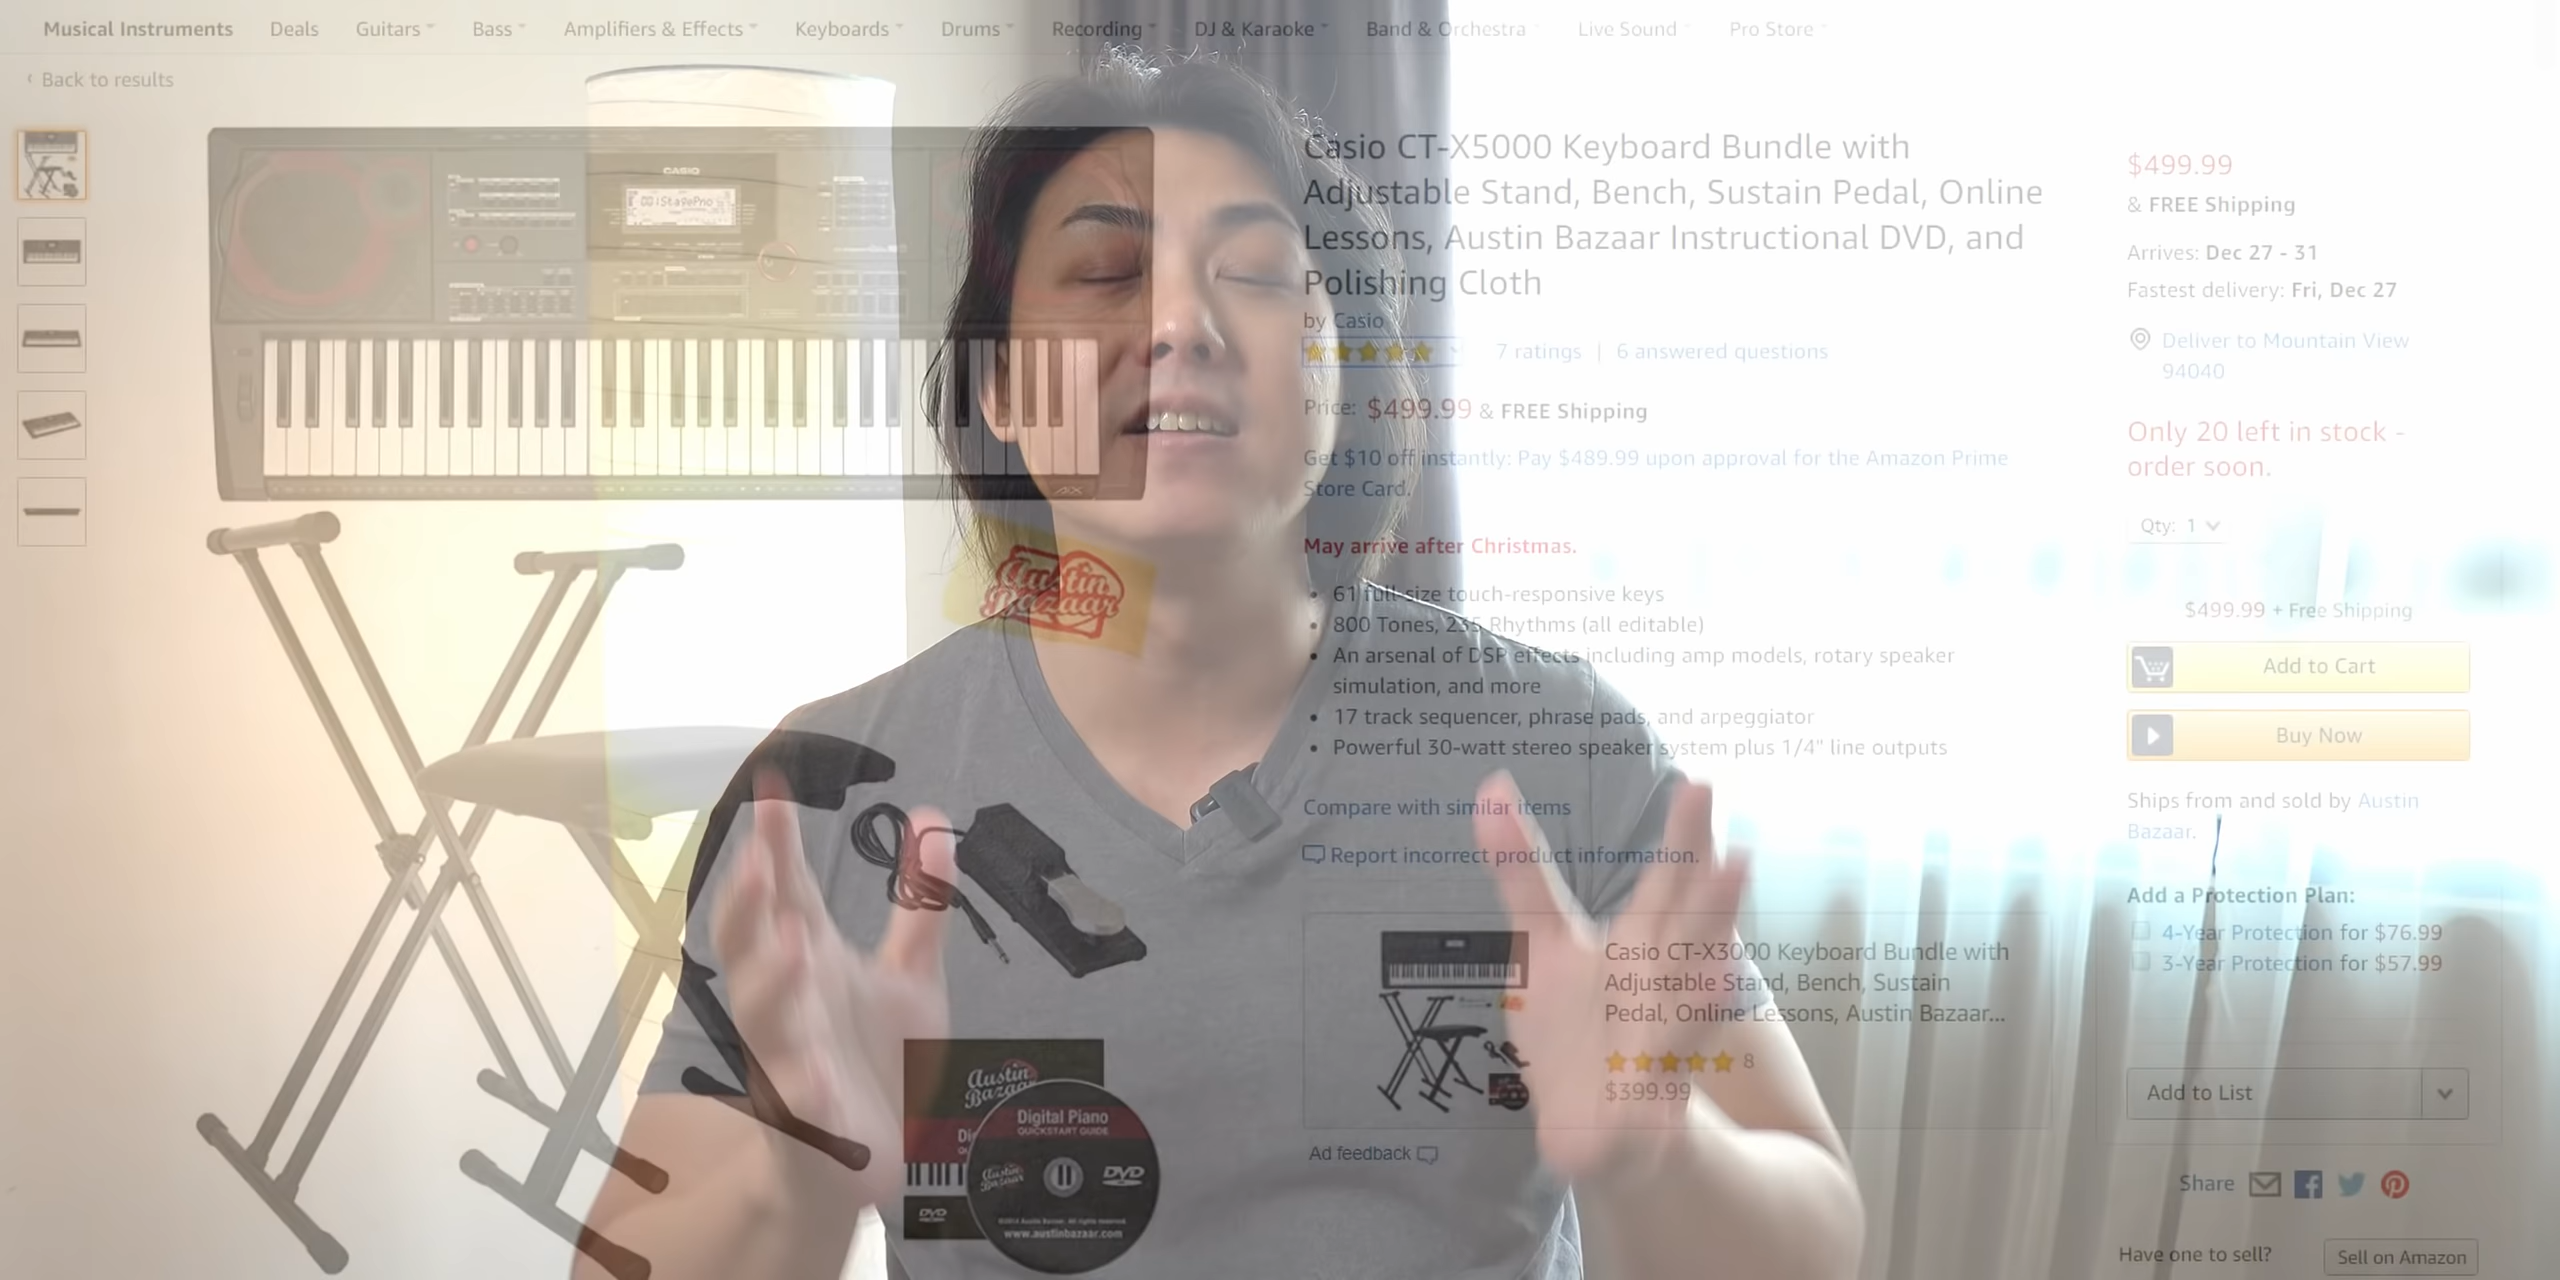 Musical Instruments Deals Guitars Bass Amplifiers & Effects Keyboards Drums Recording DJ & Karaoke Band & Orchestra Live Sound Pro Store
Back to results
CASIO
001StagePno
Casio CT-X5000 Keyboard Bundle with
Adjustable Stand, Bench, Sustain Pedal, Online
Lessons, Austin Bazaar Instructional DVD, and
Polishing Cloth
by Casio
7 ratings | 6 answered questions
Price: $499.99 & FREE Shipping
Get $10 off instantly: Pay $489.99 upon approval for the Amazon Prime
Store Card.
May arrive after Christmas.
• 61 full-size touch-responsive keys
• 800 Tones, 235 Rhythms (all editable)
• An arsenal of DSP effects including amp models, rotary speaker
simulation, and more
• 17 track sequencer, phrase pads, and arpeggiator
• Powerful 30-watt stereo speaker system plus 1/4" line outputs
Compare with similar items
Report incorrect product information.
Casio CT-X3000 Keyboard Bundle with
Adjustable Stand, Bench, Sustain
Pedal, Online Lessons, Austin Bazaar...
8
$399.99
Ad feedback
$499.99
& FREE Shipping
Arrives: Dec 27 - 31
Fastest delivery: Fri, Dec 27
Deliver to Mountain View
94040
Only 20 left in stock -
order soon.
Qty: 1
$499.99 + Free Shipping
Add to Cart
Buy Now
Ships from and sold by Austin
Bazaar.
Add a Protection Plan:
4-Year Protection for $76.99
3-Year Protection for $57.99
Add to List
Share
Have one to sell?
Sell on Amazon
Austin
Bazaar
Austin
Bazaar
Digital Piano
QUICKSTART GUIDE
Austin
Bazaar
DVD
DVD
www.austinbazaar.com